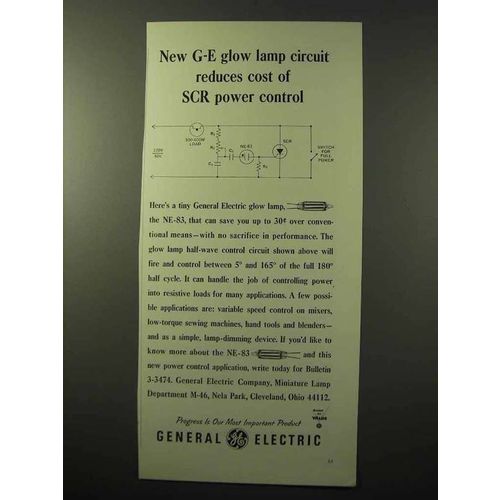 New G-E glow lamp circuit
reduces cost of
SCR power control
300-600W
LOAD
NE-83
SCR
SWITCH
FOR
FULL
POWER
Here's a tiny General Electric glow lamp,
the NE-83, that can save you up to 30¢ over conven-
tional means—with no sacrifice in performance. The
glow lamp half-wave control circuit shown above will
fire and control between 5° and 165° of the full 180°
half cycle. It can handle the job of controlling power
into resistive loads for many applications. A few possi-
ble applications are: variable speed control on mixers,
low-torque sewing machines, hand tools and blenders—
and as a simple, lamp-dimming device. If you'd like to
know more about the NE-83 and this
new power control application, write today for Bulletin
3-3474. General Electric Company, Miniature Lamp
Department M-46, Nela Park, Cleveland, Ohio 44112.
Progress Is Our Most Important Product
GENERAL GE ELECTRIC